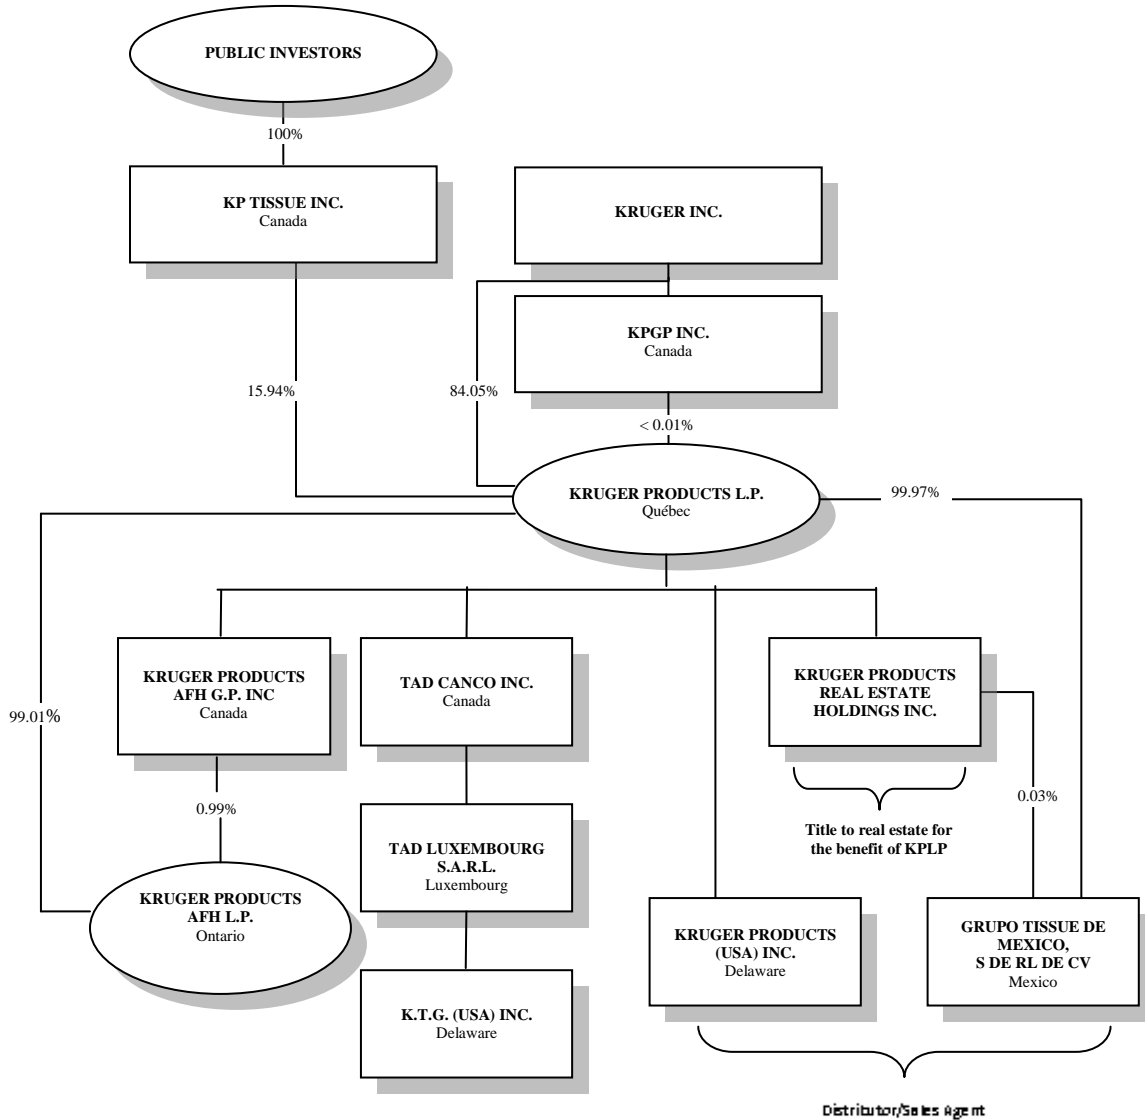 PUBLIC INVESTORS
100%
KP TISSUE INC.
Canada
KRUGER INC.
KPGP INC.
Canada
15.94%
84.05%
< 0.01%
KRUGER PRODUCTS L.P.
Québec
99.97%
KRUGER PRODUCTS
AFH G.P. INC
Canada
TAD CANCO INC.
Canada
KRUGER PRODUCTS
REAL ESTATE
HOLDINGS INC.
99.01%
0.99%
0.03%
Title to real estate for
the benefit of KPLP
TAD LUXEMBOURG
S.A.R.L.
Luxembourg
KRUGER PRODUCTS
AFH L.P.
Ontario
KRUGER PRODUCTS
(USA) INC.
Delaware
GRUPO TISSUE DE
MEXICO,
S DE RL DE CV
Mexico
K.T.G. (USA) INC.
Delaware
Distributor/Sales Agent